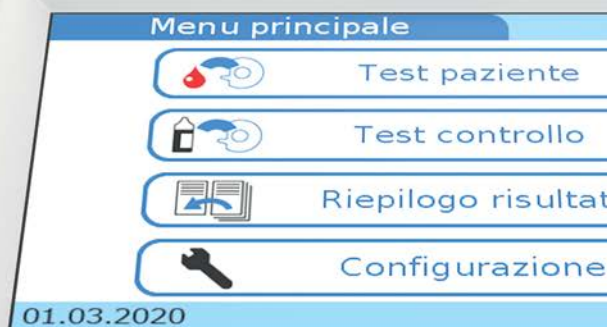 Menu principale
Test paziente
Test controllo
Riepilogo risultat
Configurazione
01.03.2020